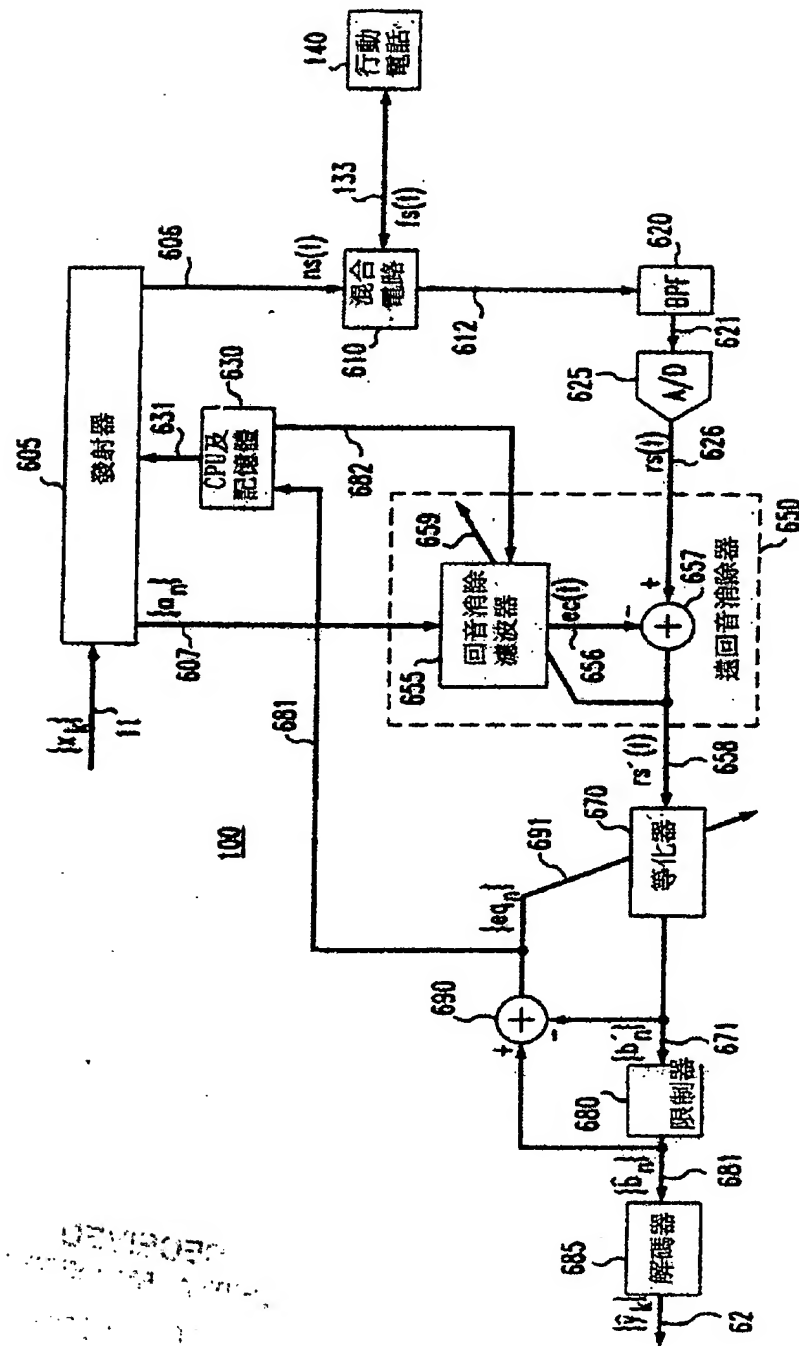 605
發射器
{x_k}
11
{a_n}
607
631
CPU及
記憶體
630
606
ns(t)
混合
電路
610
133
fs(t)
行動
電話
140
612
BPF
620
621
A/D
625
rs(t)
626
682
681
659
回音消除
濾波器
655
ec(t)
656
-
+
+
657
遠回音消除器
650
rs´(t)
658
100
等化器
670
691
{eq_n}
690
+
+
-
{b´_n}
671
限制器
680
{b̂_n}
681
解碼器
685
{ŷ_k}
62